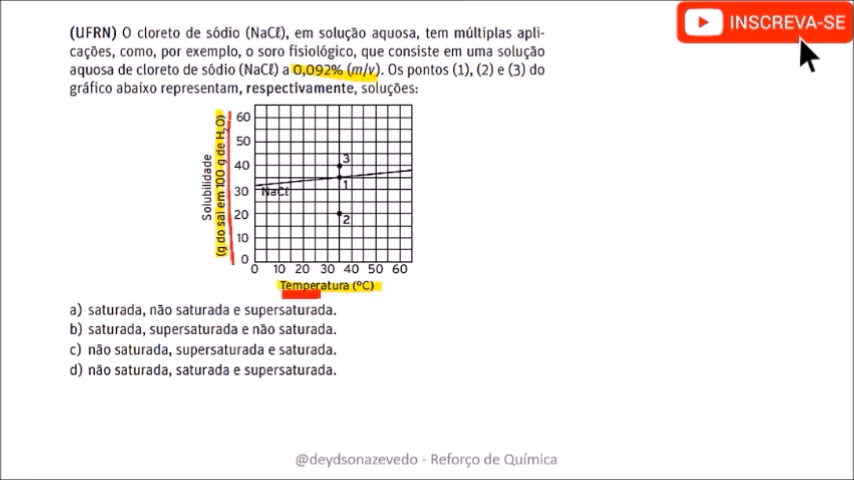 INSCREVA-SE
(UFRN) O cloreto de sódio (NaCℓ), em solução aquosa, tem múltiplas apli-
cações, como, por exemplo, o soro fisiológico, que consiste em uma solução
aquosa de cloreto de sódio (NaCℓ) a 0,092% (m/v). Os pontos (1), (2) e (3) do
gráfico abaixo representam, respectivamente, soluções:
Solubilidade
(g do sal em 100 g de H₂O)
60
50
40
30
20
10
0
3
1
NaCℓ
2
0 10 20 30 40 50 60
Temperatura (ºC)
a) saturada, não saturada e supersaturada.
b) saturada, supersaturada e não saturada.
c) não saturada, supersaturada e saturada.
d) não saturada, saturada e supersaturada.
@deydsonazevedo - Reforço de Química